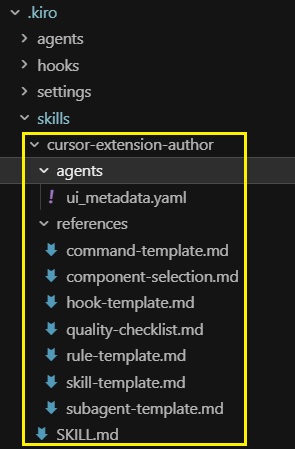 .kiro
agents
hooks
settings
skills
cursor-extension-author
agents
! ui_metadata.yaml
references
command-template.md
component-selection.md
hook-template.md
quality-checklist.md
rule-template.md
skill-template.md
subagent-template.md
SKILL.md